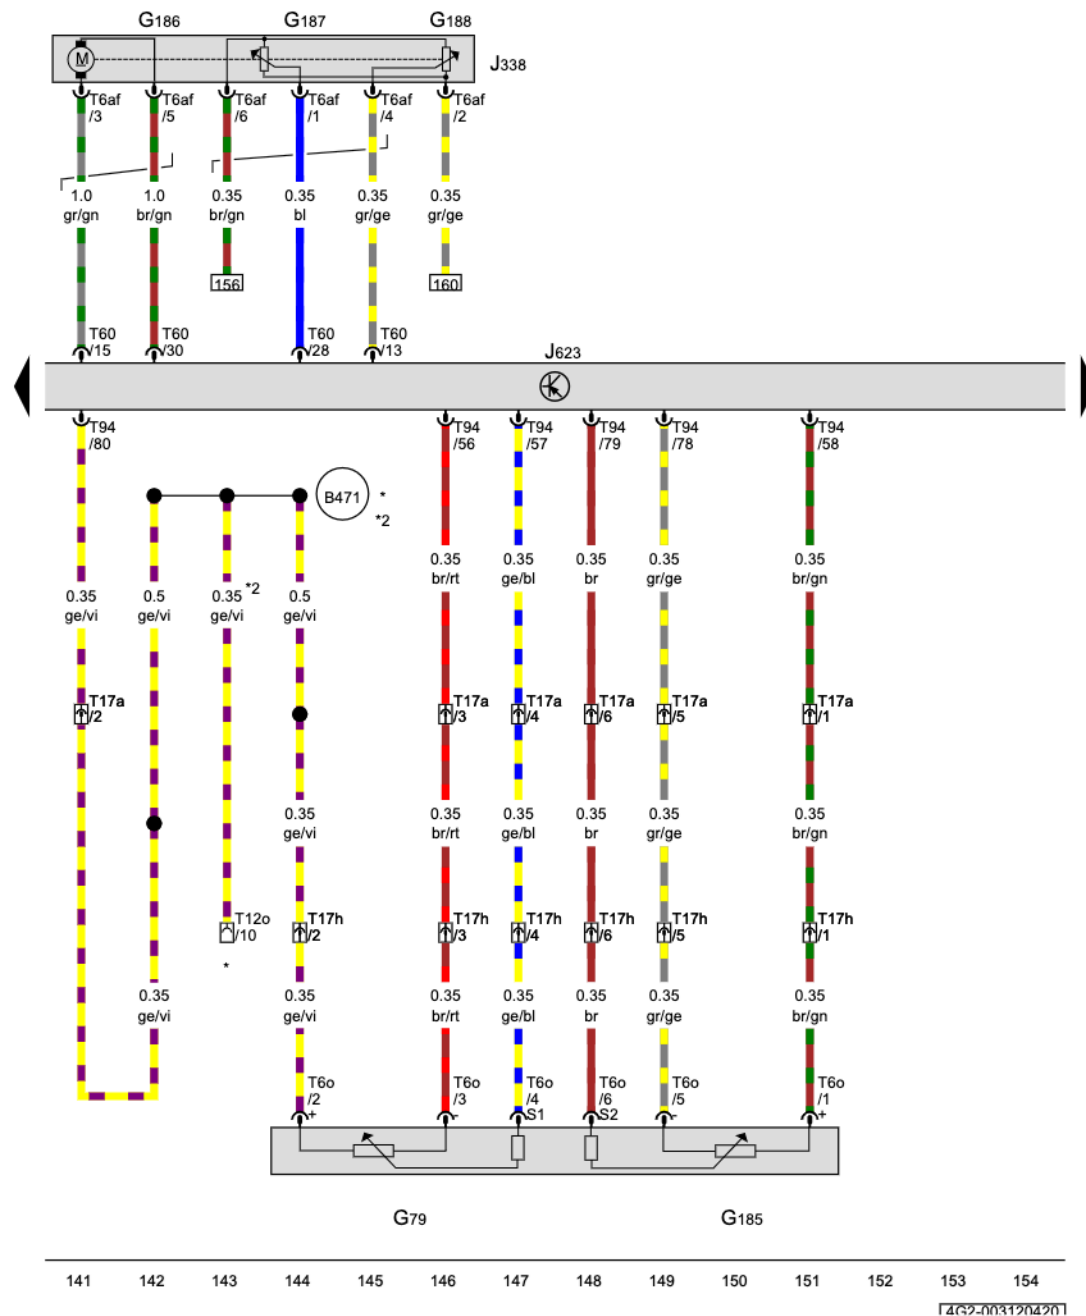 G186 G187 G188
M
J338
T6af T6af T6af T6af T6af T6af
/3 /5 /6 /1 /4 /2
1.0 1.0 0.35 0.35 0.35 0.35
gr/gn br/gn br/gn bl gr/ge gr/ge
156 160
T60 T60 T60 T60
/15 /30 /28 /13
J623
T94 T94 T94 T94 T94 T94
/80 /56 /57 /79 /78 /58
B471 *
*2
0.35 0.35 0.35 0.35 0.35
br/rt ge/bl br gr/ge br/gn
*2
0.35 0.5 0.35 0.5
ge/vi ge/vi ge/vi ge/vi
T17a T17a T17a T17a T17a T17a
/2 /3 /4 /6 /5 /1
0.35 0.35 0.35 0.35 0.35 0.35
ge/vi br/rt ge/bl br gr/ge br/gn
T12o T17h T17h T17h T17h T17h T17h
/10 /2 /3 /4 /6 /5 /1
*
0.35 0.35 0.35 0.35 0.35 0.35 0.35
ge/vi ge/vi br/rt ge/bl br gr/ge br/gn
T6o T6o T6o T6o T6o T6o
/2 /3 /4 /6 /5 /1
+ - S1 S2 - +
G79 G185
141 142 143 144 145 146 147 148 149 150 151 152 153 154
4G2-003120420